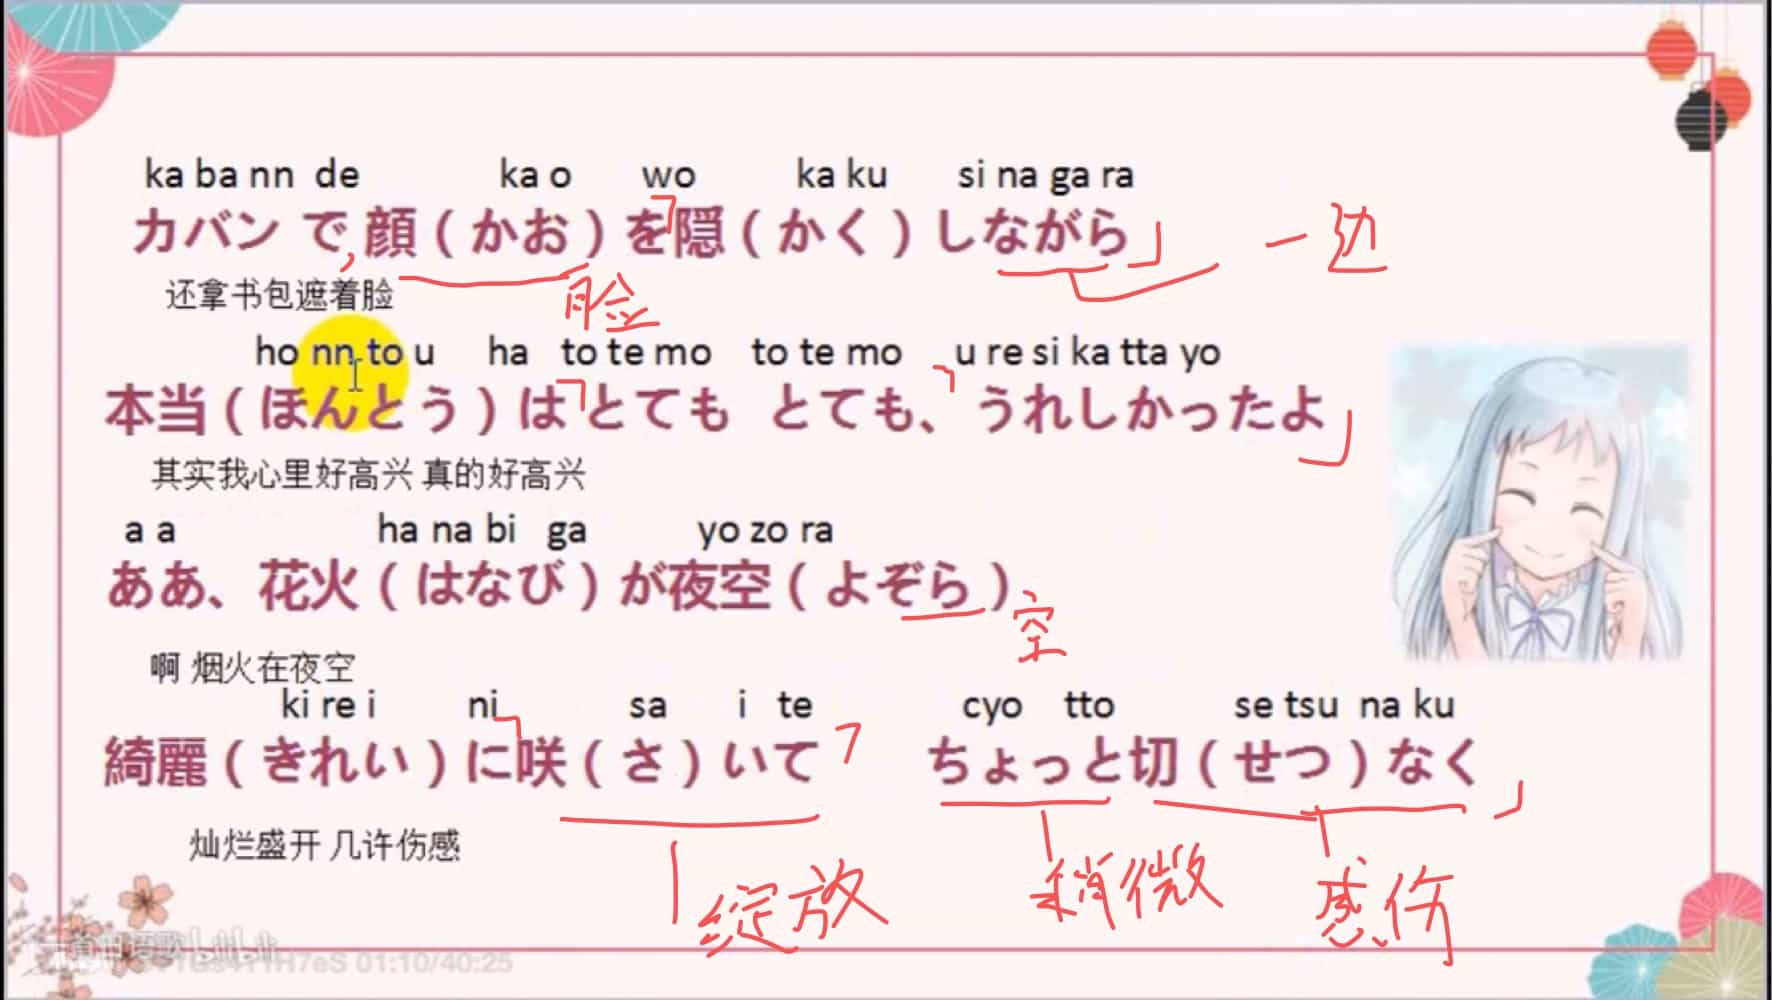 ka ba nn de ka o wo ka ku si na ga ra
カバン で,顔（かお）を隠（かく）しながら」 一边
还拿书包遮着脸 脸
ho nn to u ha to te mo to te mo u re si ka tta yo
本当（ほんとう）は とても とても、うれしかったよ」
其实我心里好高兴 真的好高兴
a a ha na bi ga yo zo ra
ああ、花火（はなび）が夜空（よぞら）
空
啊 烟火在夜空
ki re i ni sa i te cyo tto se tsu na ku
綺麗（きれい）に咲（さ）いて ちょっと切（せつ）なく」
灿烂盛开 几许伤感
绽放 稍微 感伤
01:10/40:25